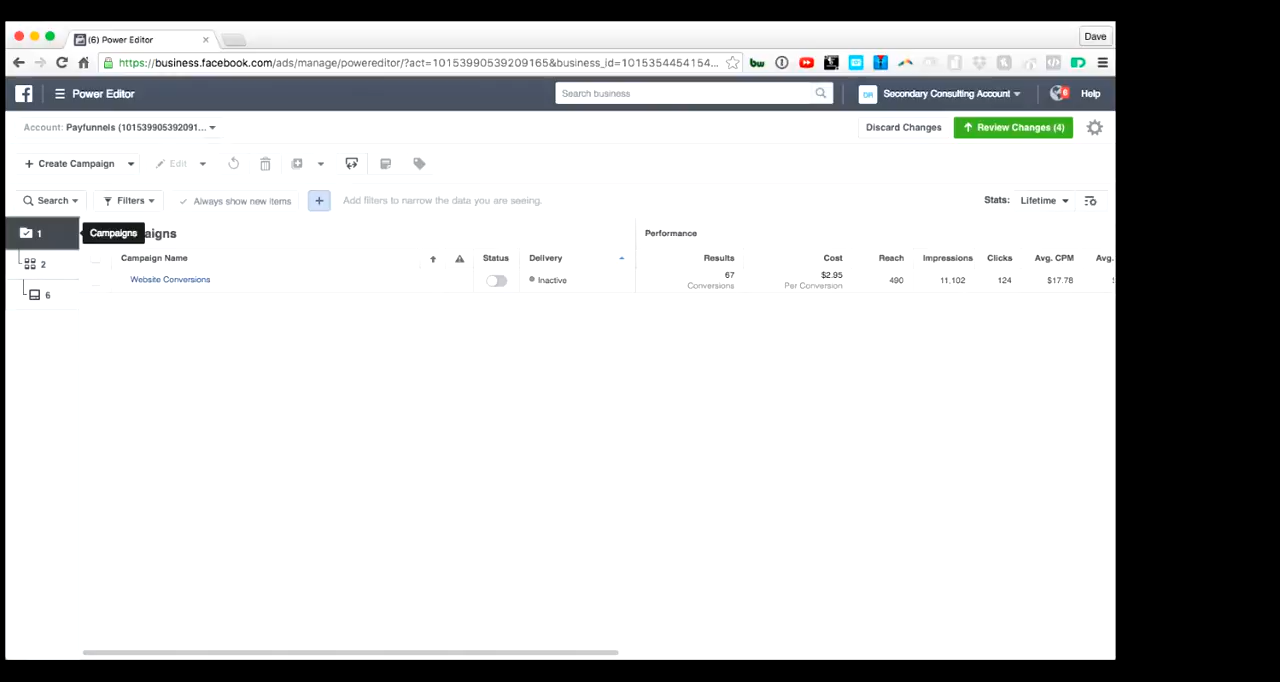 (6) Power Editor
Dave
https://business.facebook.com/ads/manage/powereditor/?act=10153990539209165&business_id=1015354454154...
bw
Power Editor
Search business
Secondary Consulting Account
6
Help
Account: Payfunnels (101539905392091...
Discard Changes
Review Changes (4)
+ Create Campaign
Edit
Search
Filters
Always show new items
+
Add filters to narrow the data you are seeing.
Stats: Lifetime
1
Campaigns
aigns
Performance
2
Campaign Name
Status
Delivery
Results
Cost
Reach
Impressions
Clicks
Avg. CPM
Avg.
Website Conversions
Inactive
67
Conversions
$2.95
Per Conversion
490
11,102
124
$17.78
6